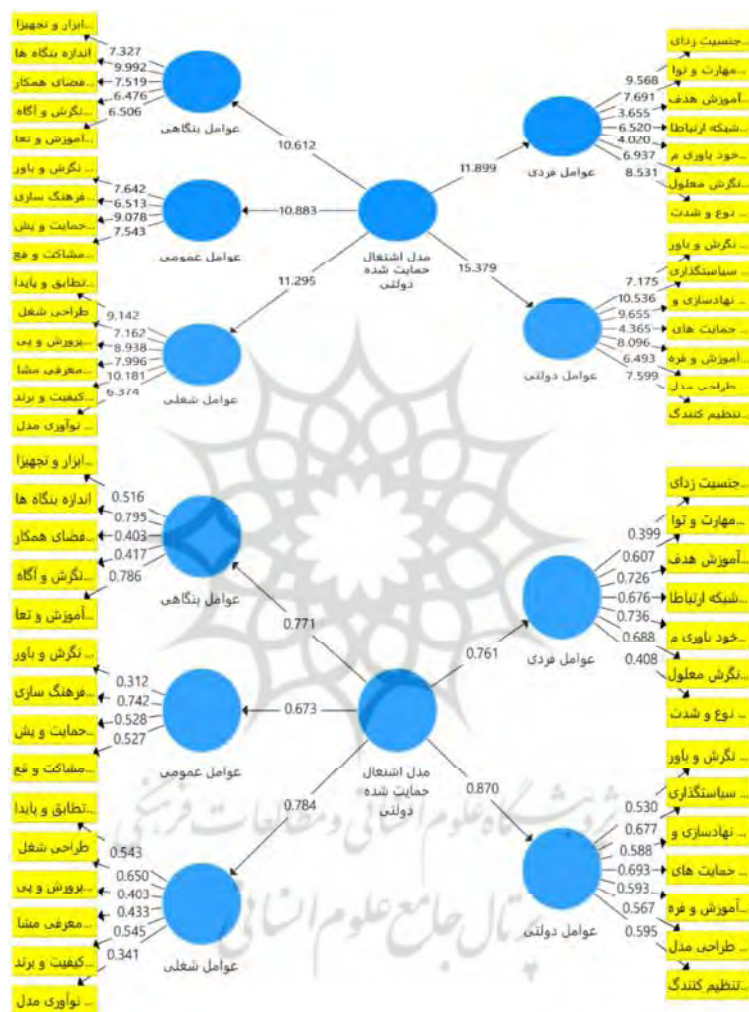 ابزار و تجهیزا...
اندازه بنگاه ها
فضای همکار...
نگرش و آگاه...
آموزش و تعا...
7.327
9.992
7.519
6.476
6.506
عوامل بنگاهی
نگرش و باور ...
فرهنگ سازی
حمایت و پش...
مشاکت و فع...
7.642
6.513
9.078
7.543
عوامل عمومی
تطابق و پایدا...
طراحی شغل
پرورش و پی...
معرفی مشا...
کیفیت و برند...
نوآوری مدل ...
9.142
7.162
8.938
7.996
10.181
6.374
عوامل شغلی
10.612
10.883
11.295
11.899
15.379
مدل اشتغال
حمایت شده
دولتی
جنسیت زدای...
مهارت و توا...
آموزش هدف...
شبکه ارتباطا...
خود باوری م...
نگرش معلول...
نوع و شدت ...
9.568
7.691
3.655
6.520
4.020
6.937
8.531
عوامل فردی
نگرش و باور ...
سیاستگذاری
نهادسازی و ...
حمایت های ...
آموزش و فره...
طراحی مدل ...
تنظیم کنندگ...
7.175
10.536
9.655
4.365
8.096
6.493
7.599
عوامل دولتی
ابزار و تجهیزا...
اندازه بنگاه ها
فضای همکار...
نگرش و آگاه...
آموزش و تعا...
0.516
0.795
0.403
0.417
0.786
عوامل بنگاهی
نگرش و باور ...
فرهنگ سازی
حمایت و پش...
مشاکت و فع...
0.312
0.742
0.528
0.527
عوامل عمومی
تطابق و پایدا...
طراحی شغل
پرورش و پی...
معرفی مشا...
کیفیت و برند...
نوآوری مدل ...
0.543
0.650
0.403
0.433
0.545
0.341
عوامل شغلی
0.771
0.673
0.784
0.761
0.870
مدل اشتغال
حمایت شده
دولتی
جنسیت زدای...
مهارت و توا...
آموزش هدف...
شبکه ارتباطا...
خود باوری م...
نگرش معلول...
نوع و شدت ...
0.399
0.607
0.726
0.676
0.736
0.688
0.408
عوامل فردی
نگرش و باور ...
سیاستگذاری
نهادسازی و ...
حمایت های ...
آموزش و فره...
طراحی مدل ...
تنظیم کنندگ...
0.530
0.677
0.588
0.693
0.593
0.567
0.595
عوامل دولتی
پژوهشگاه علوم انسانی و مطالعات فرهنگی
پرتال جامع علوم انسانی